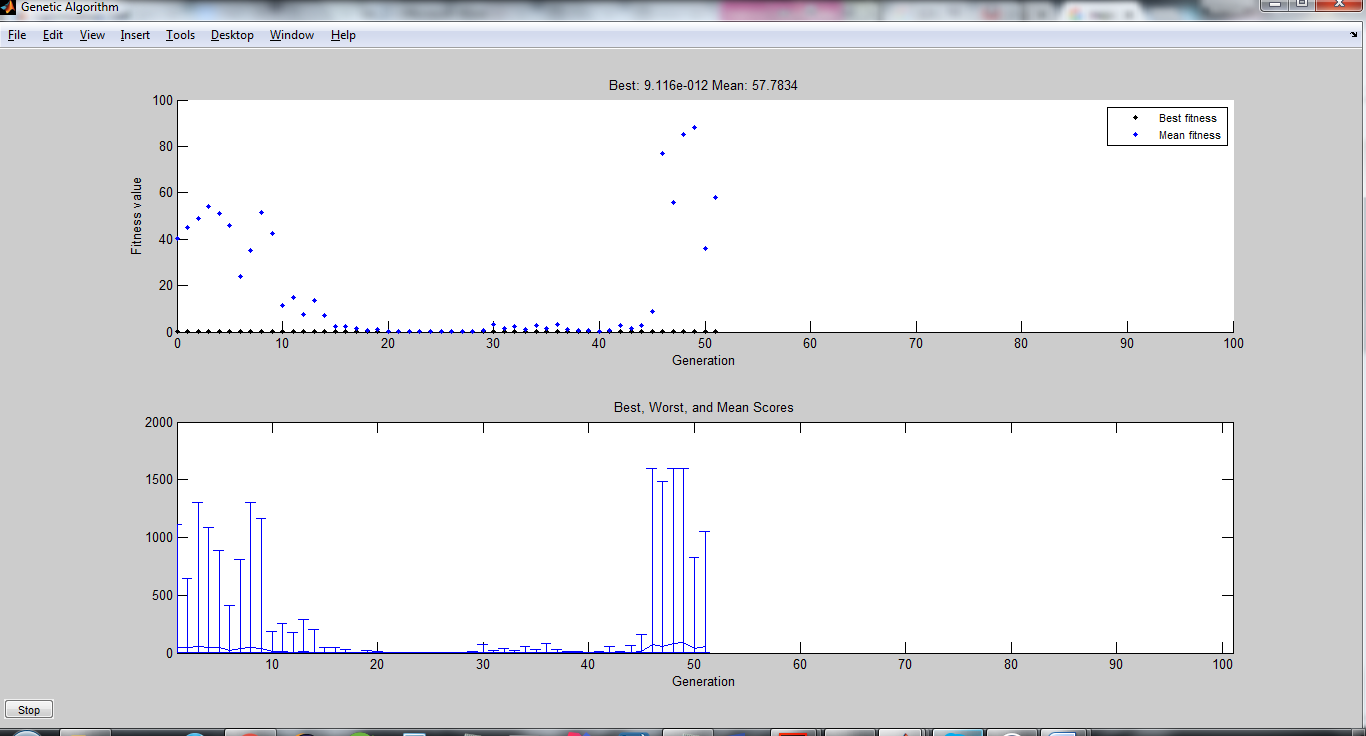 Genetic Algorithm
File Edit View Insert Tools Desktop Window Help
Best: 9.116e-012 Mean: 57.7834
100
80
60
40
20
0
Fitness value
Best fitness
Mean fitness
0 10 20 30 40 50 60 70 80 90 100
Generation
Best, Worst, and Mean Scores
2000
1500
1000
500
0
10 20 30 40 50 60 70 80 90 100
Generation
Stop